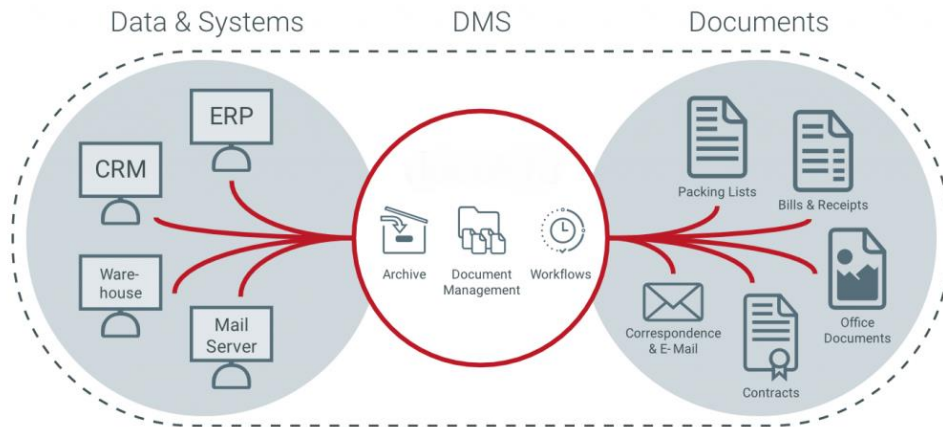 Data & Systems
DMS
Documents
ERP
CRM
Ware-
house
Mail
Server
Archive
Document
Management
Workflows
Packing Lists
Bills & Receipts
Correspondence
& E-Mail
Contracts
Office
Documents